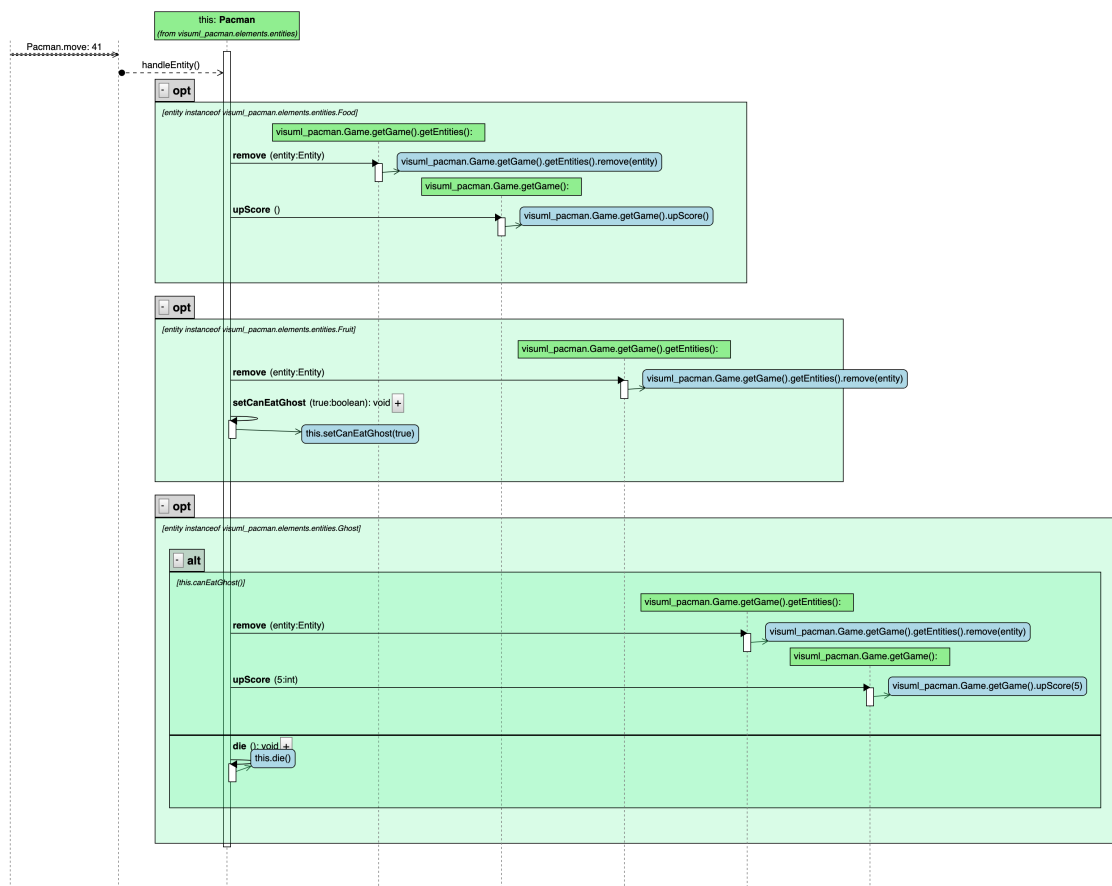 this: Pacman
(from visuml_pacman.elements.entities)
Pacman.move: 41
handleEntity()
- opt
[entity instanceof visuml_pacman.elements.entities.Food]
visuml_pacman.Game.getGame().getEntities():
remove (entity:Entity)
visuml_pacman.Game.getGame().getEntities().remove(entity)
visuml_pacman.Game.getGame():
upScore ()
visuml_pacman.Game.getGame().upScore()
- opt
[entity instanceof visuml_pacman.elements.entities.Fruit]
visuml_pacman.Game.getGame().getEntities():
remove (entity:Entity)
visuml_pacman.Game.getGame().getEntities().remove(entity)
setCanEatGhost (true:boolean): void +
this.setCanEatGhost(true)
- opt
[entity instanceof visuml_pacman.elements.entities.Ghost]
- alt
[this.canEatGhost()]
visuml_pacman.Game.getGame().getEntities():
remove (entity:Entity)
visuml_pacman.Game.getGame().getEntities().remove(entity)
visuml_pacman.Game.getGame():
upScore (5:int)
visuml_pacman.Game.getGame().upScore(5)
die (): void +
this.die()